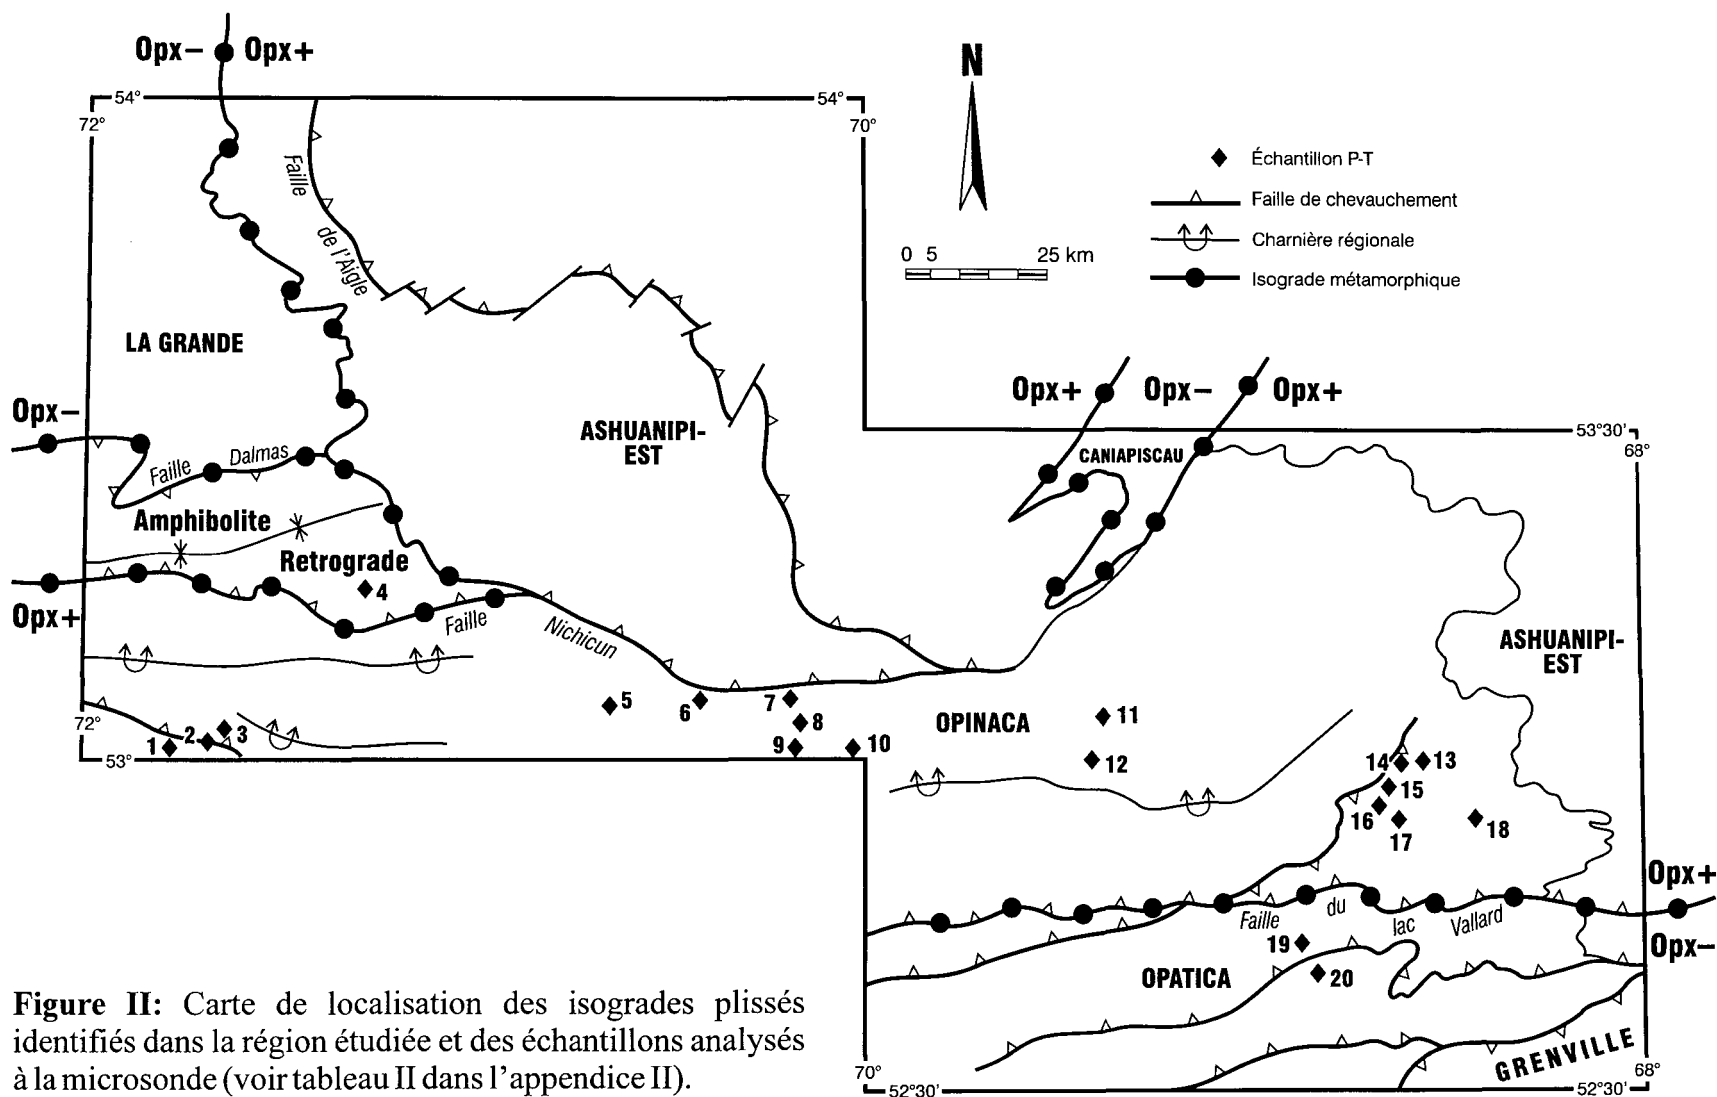 Opx–
Opx+
54°
72°
54°
70°
N
Échantillon P-T
Faille de chevauchement
Charnière régionale
Isograde métamorphique
0 5 25 km
Faille
de l'Aigle
LA GRANDE
Opx–
Faille Dalmas
Amphibolite
Retrograde
4
Opx+
Faille
Nichicun
ASHUANIPI-
EST
Opx+
Opx–
Opx+
CANIAPISCAU
53°30'
68°
ASHUANIPI-
EST
72°
53°
1
2
3
5
6
7
8
9
10
OPINACA
11
12
13
14
15
16
17
18
Opx+
Opx–
Faille du lac Vallard
19
20
OPATICA
GRENVILLE
70°
52°30'
68°
52°30'
Figure II: Carte de localisation des isogrades plissés
identifiés dans la région étudiée et des échantillons analysés
à la microsonde (voir tableau II dans l'appendice II).